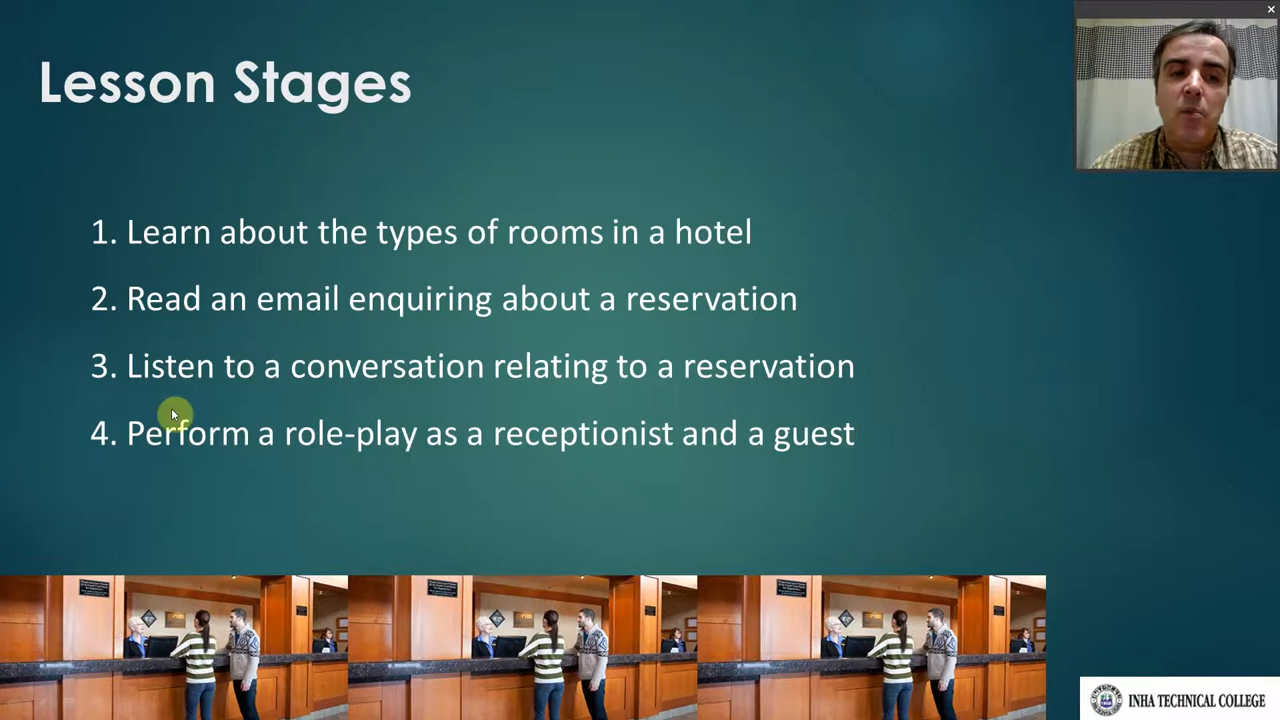 Lesson Stages
1. Learn about the types of rooms in a hotel
2. Read an email enquiring about a reservation
3. Listen to a conversation relating to a reservation
4. Perform a role-play as a receptionist and a guest
INHA TECHNICAL COLLEGE